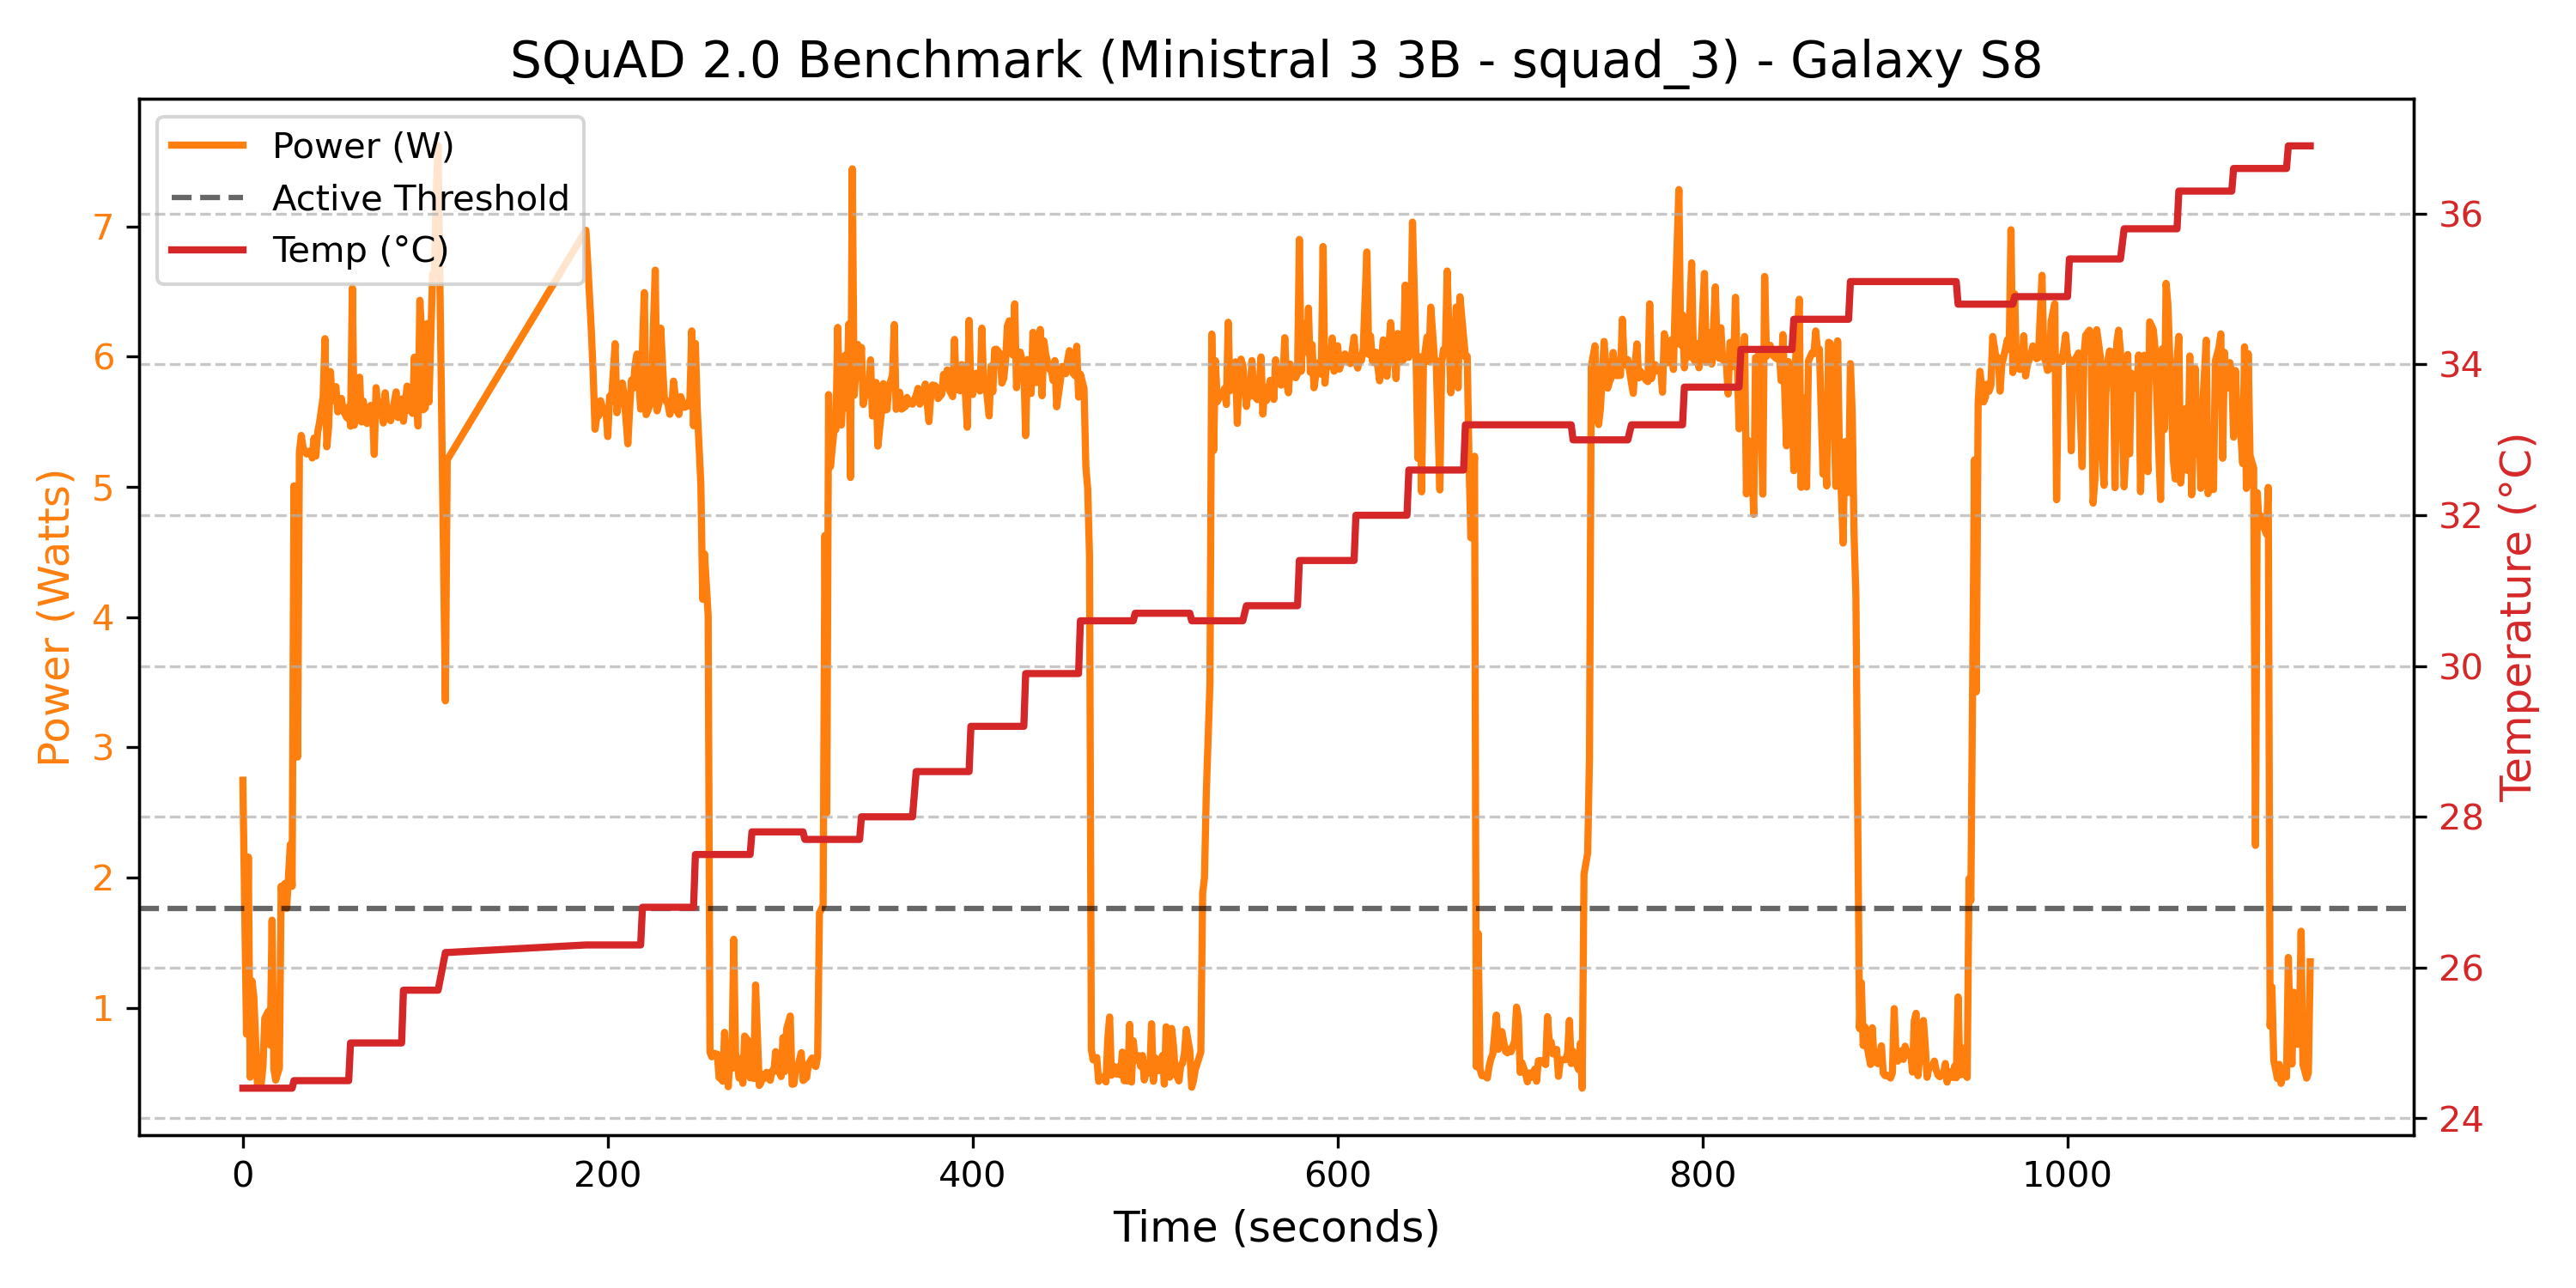 SQuAD 2.0 Benchmark (Ministral 3 3B - squad_3) - Galaxy S8
Power (W)
Active Threshold
Temp (°C)
Power (Watts)
7
6
5
4
3
2
1
36
34
32
30
28
26
24
Temperature (°C)
0
200
400
600
800
1000
Time (seconds)